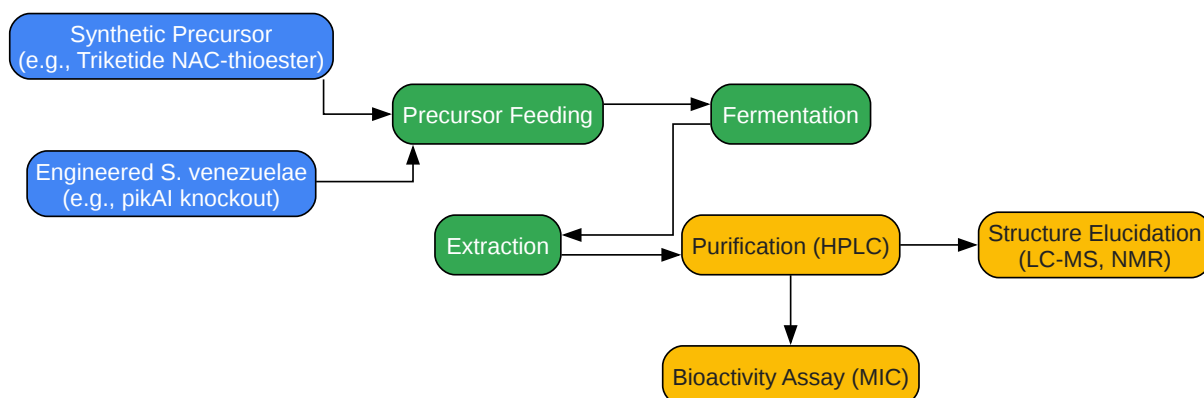 Synthetic Precursor
(e.g., Triketide NAC-thioester)
Precursor Feeding
Fermentation
Engineered S. venezuelae
(e.g., pikAI knockout)
Extraction
Purification (HPLC)
Structure Elucidation
(LC-MS, NMR)
Bioactivity Assay (MIC)